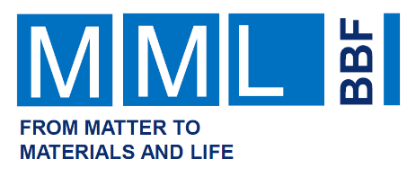 MML
BBF
FROM MATTER TO
MATERIALS AND LIFE